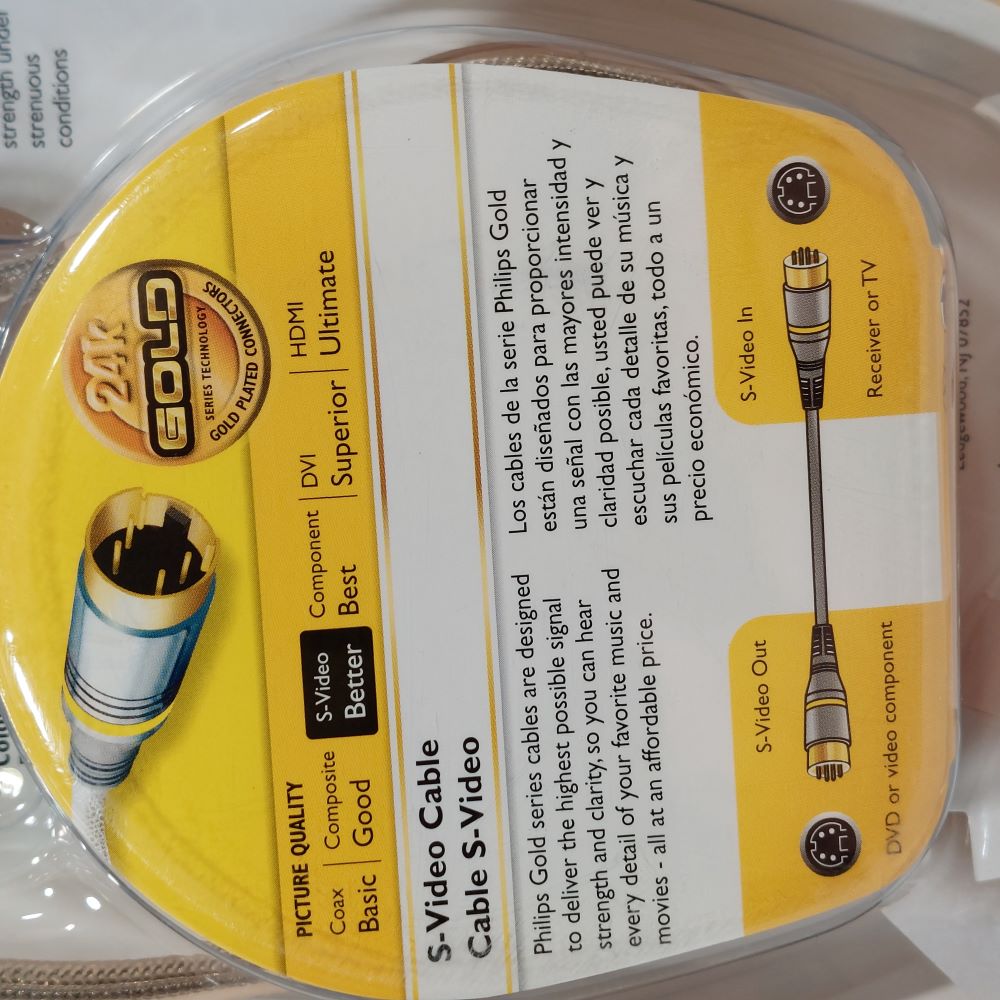 strength under
strenuous
conditions
24K
GOLD
SERIES TECHNOLOGY
GOLD PLATED CONNECTORS
PICTURE QUALITY
Coax
Basic
Composite
Good
S-Video
Better
Component
Best
DVI
Superior
HDMI
Ultimate
S-Video Cable
Cable S-Video
Philips Gold series cables are designed
to deliver the highest possible signal
strength and clarity, so you can hear
every detail of your favorite music and
movies - all at an affordable price.
Los cables de la serie Philips Gold
están diseñados para proporcionar
una señal con las mayores intensidad y
claridad posible, usted puede ver y
escuchar cada detalle de su música y
sus películas favoritas, todo a un
precio económico.
S-Video Out
DVD or video component
S-Video In
Receiver or TV
Ledgewood, NJ 07852